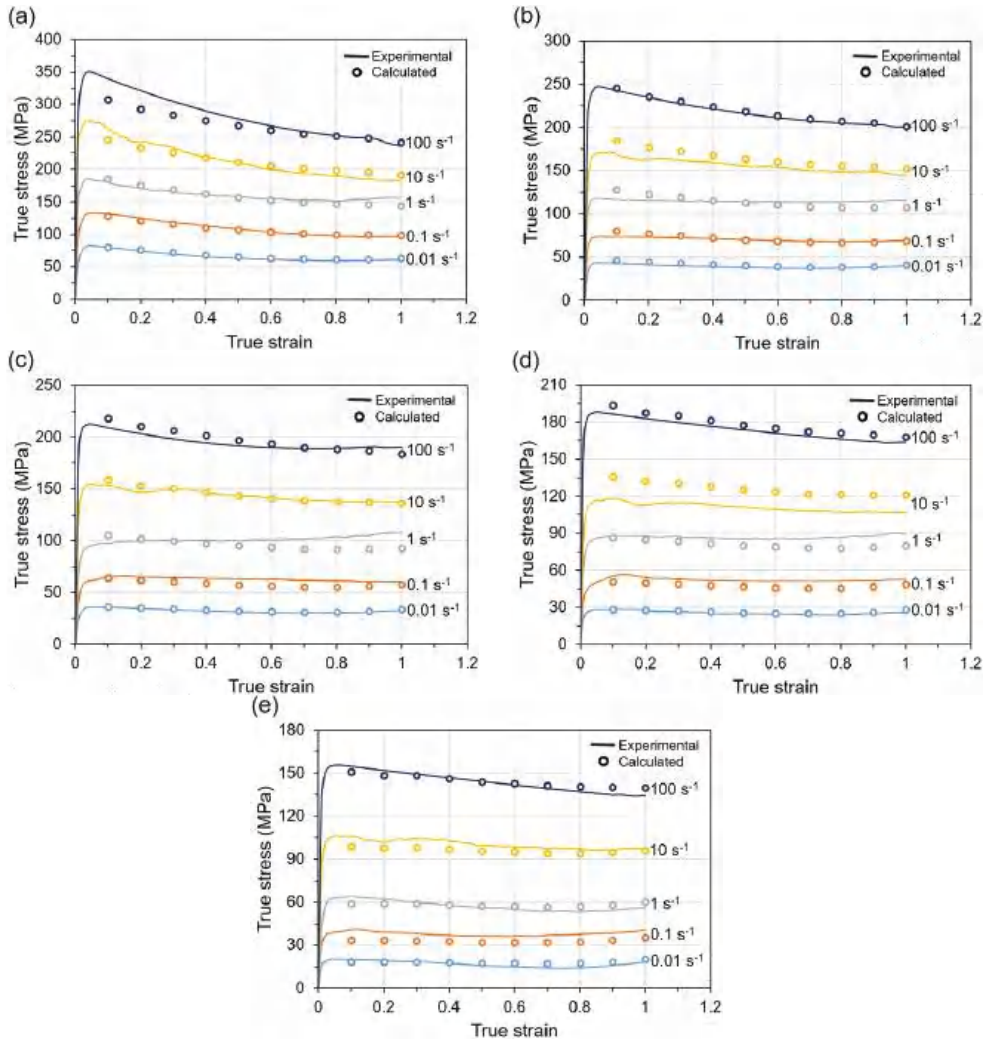 (a)
400
350
300
250
200
150
100
50
0
True stress (MPa)
Experimental
Calculated
100 s⁻¹
10 s⁻¹
1 s⁻¹
0.1 s⁻¹
0.01 s⁻¹
0 0.2 0.4 0.6 0.8 1 1.2
True strain
(b)
300
250
200
150
100
50
0
True stress (MPa)
Experimental
Calculated
100 s⁻¹
10 s⁻¹
1 s⁻¹
0.1 s⁻¹
0.01 s⁻¹
0 0.2 0.4 0.6 0.8 1 1.2
True strain
(c)
250
200
150
100
50
0
True stress (MPa)
Experimental
Calculated
100 s⁻¹
10 s⁻¹
1 s⁻¹
0.1 s⁻¹
0.01 s⁻¹
0 0.2 0.4 0.6 0.8 1 1.2
True strain
(d)
210
180
150
120
90
60
30
0
True stress (MPa)
Experimental
Calculated
100 s⁻¹
10 s⁻¹
1 s⁻¹
0.1 s⁻¹
0.01 s⁻¹
0 0.2 0.4 0.6 0.8 1 1.2
True strain
(e)
180
150
120
90
60
30
0
True stress (MPa)
Experimental
Calculated
100 s⁻¹
10 s⁻¹
1 s⁻¹
0.1 s⁻¹
0.01 s⁻¹
0 0.2 0.4 0.6 0.8 1 1.2
True strain